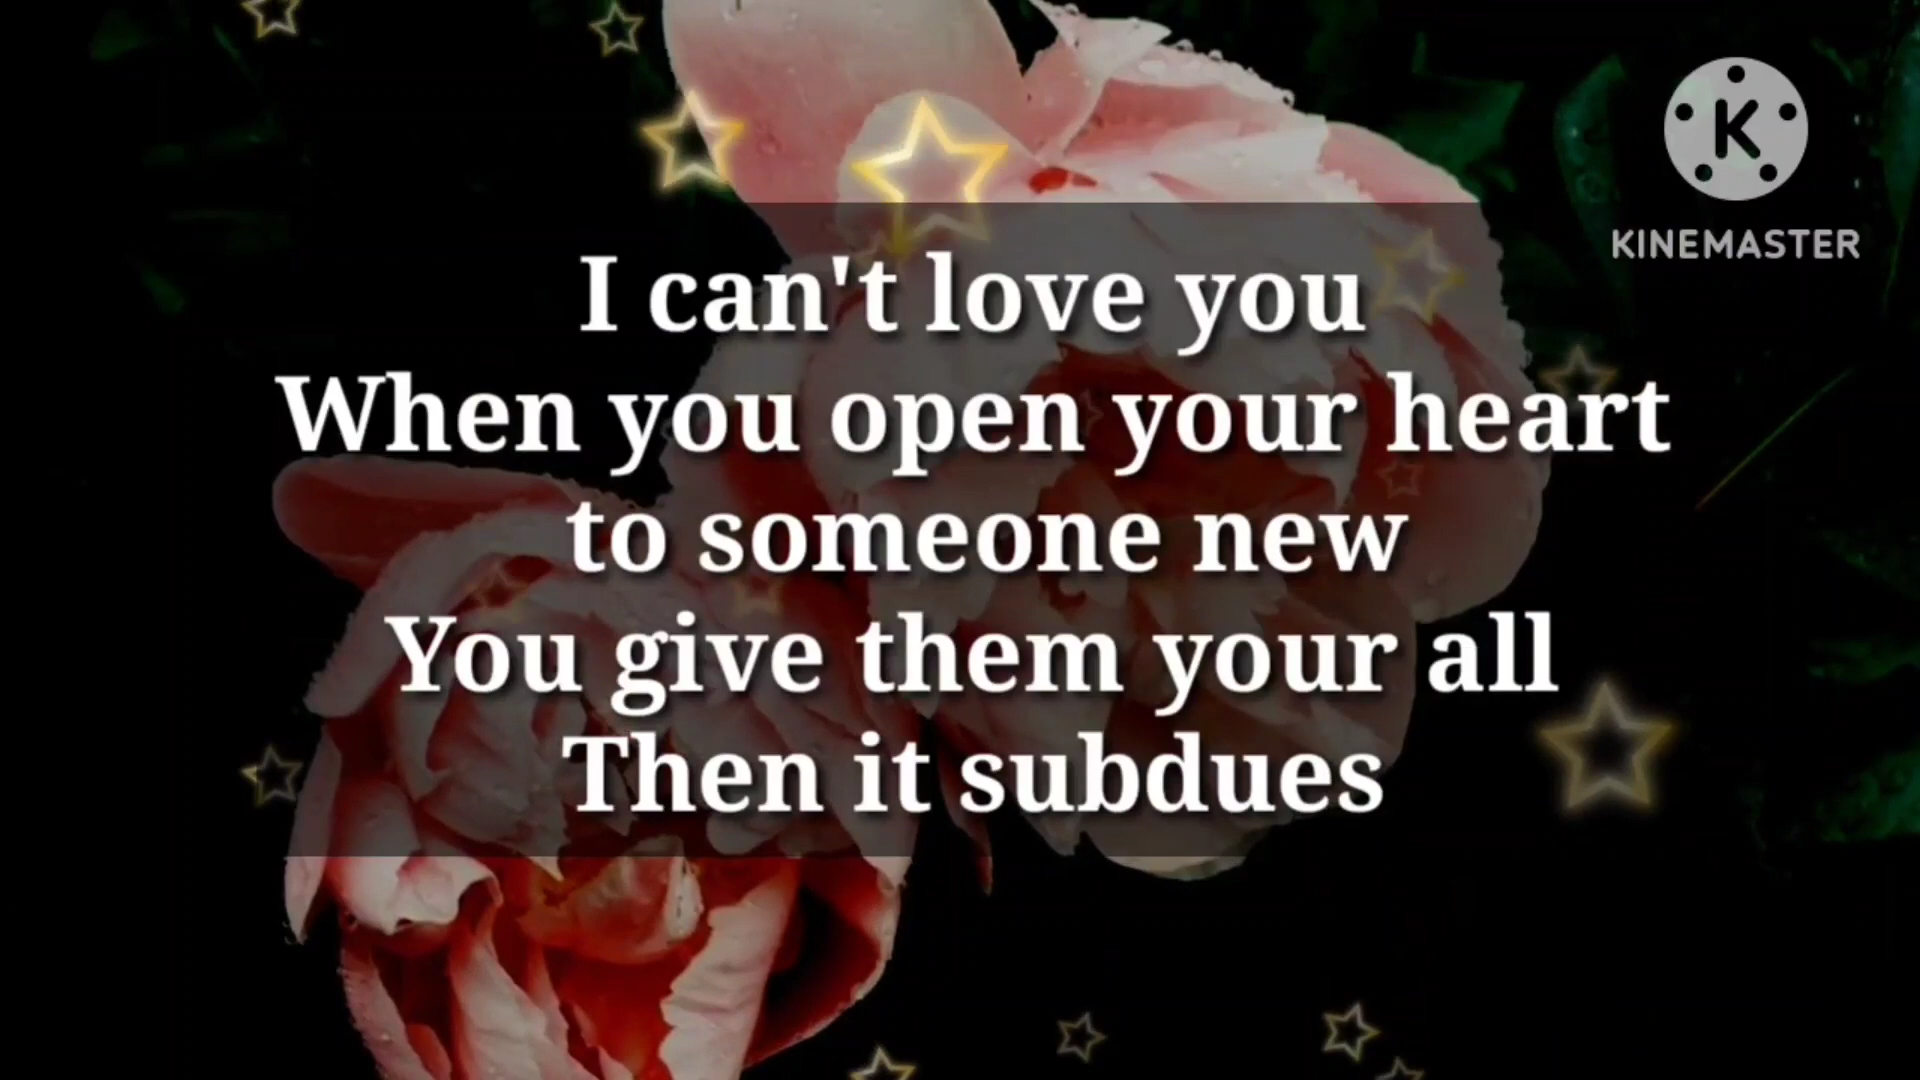 KINEMASTER
I can't love you
When you open your heart
to someone new
You give them your all
Then it subdues